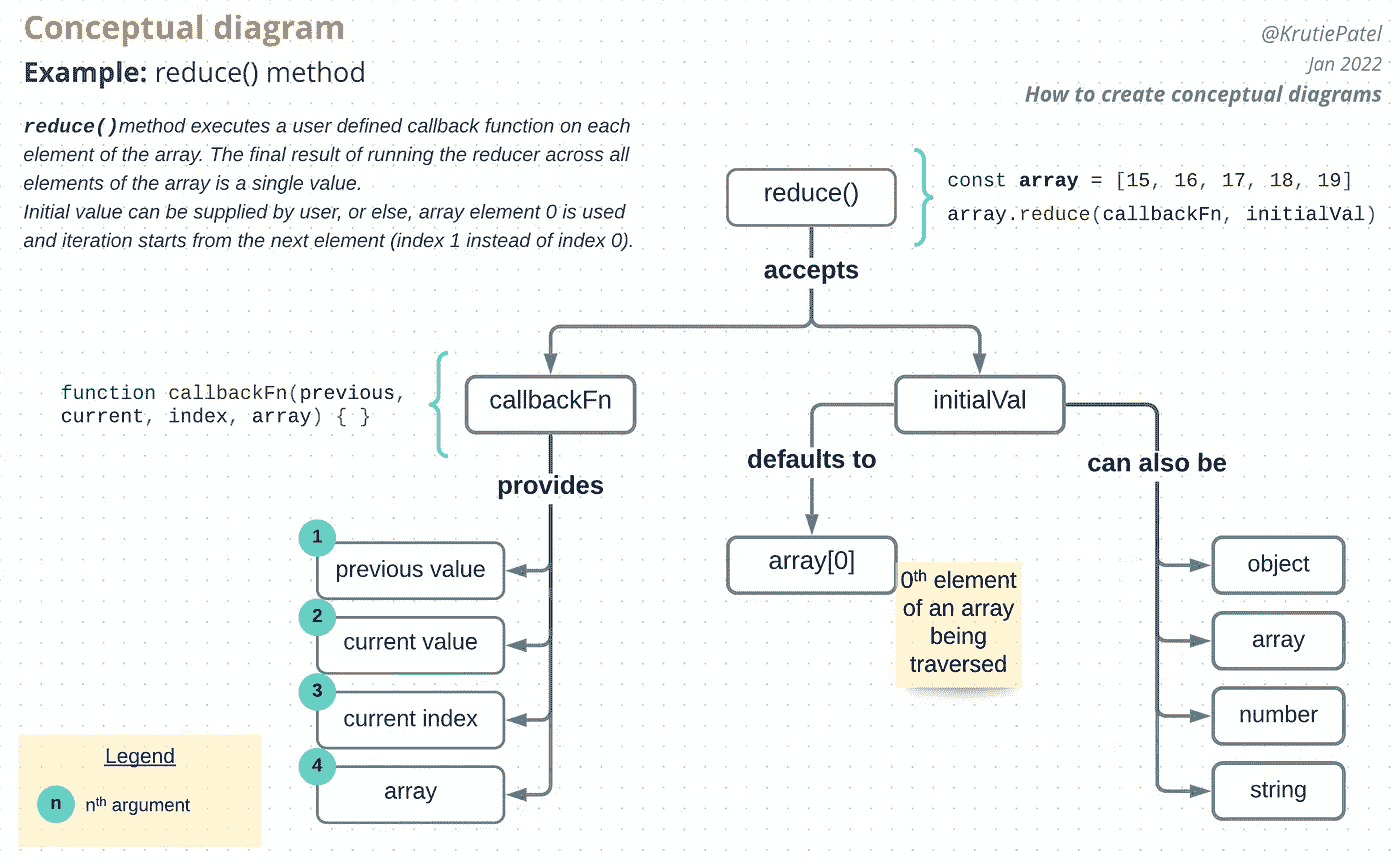 Conceptual diagram
Example: reduce() method
@KrutiePatel
Jan 2022
How to create conceptual diagrams
reduce()method executes a user defined callback function on each
element of the array. The final result of running the reducer across all
elements of the array is a single value.
Initial value can be supplied by user, or else, array element 0 is used
and iteration starts from the next element (index 1 instead of index 0).
reduce()
const array = [15, 16, 17, 18, 19]
array.reduce(callbackFn, initialVal)
accepts
function callbackFn(previous,
current, index, array) { }
callbackFn
initialVal
provides
defaults to
can also be
1
previous value
2
current value
3
current index
4
array
array[0]
0th element
of an array
being
traversed
object
array
number
string
Legend
n
nth argument